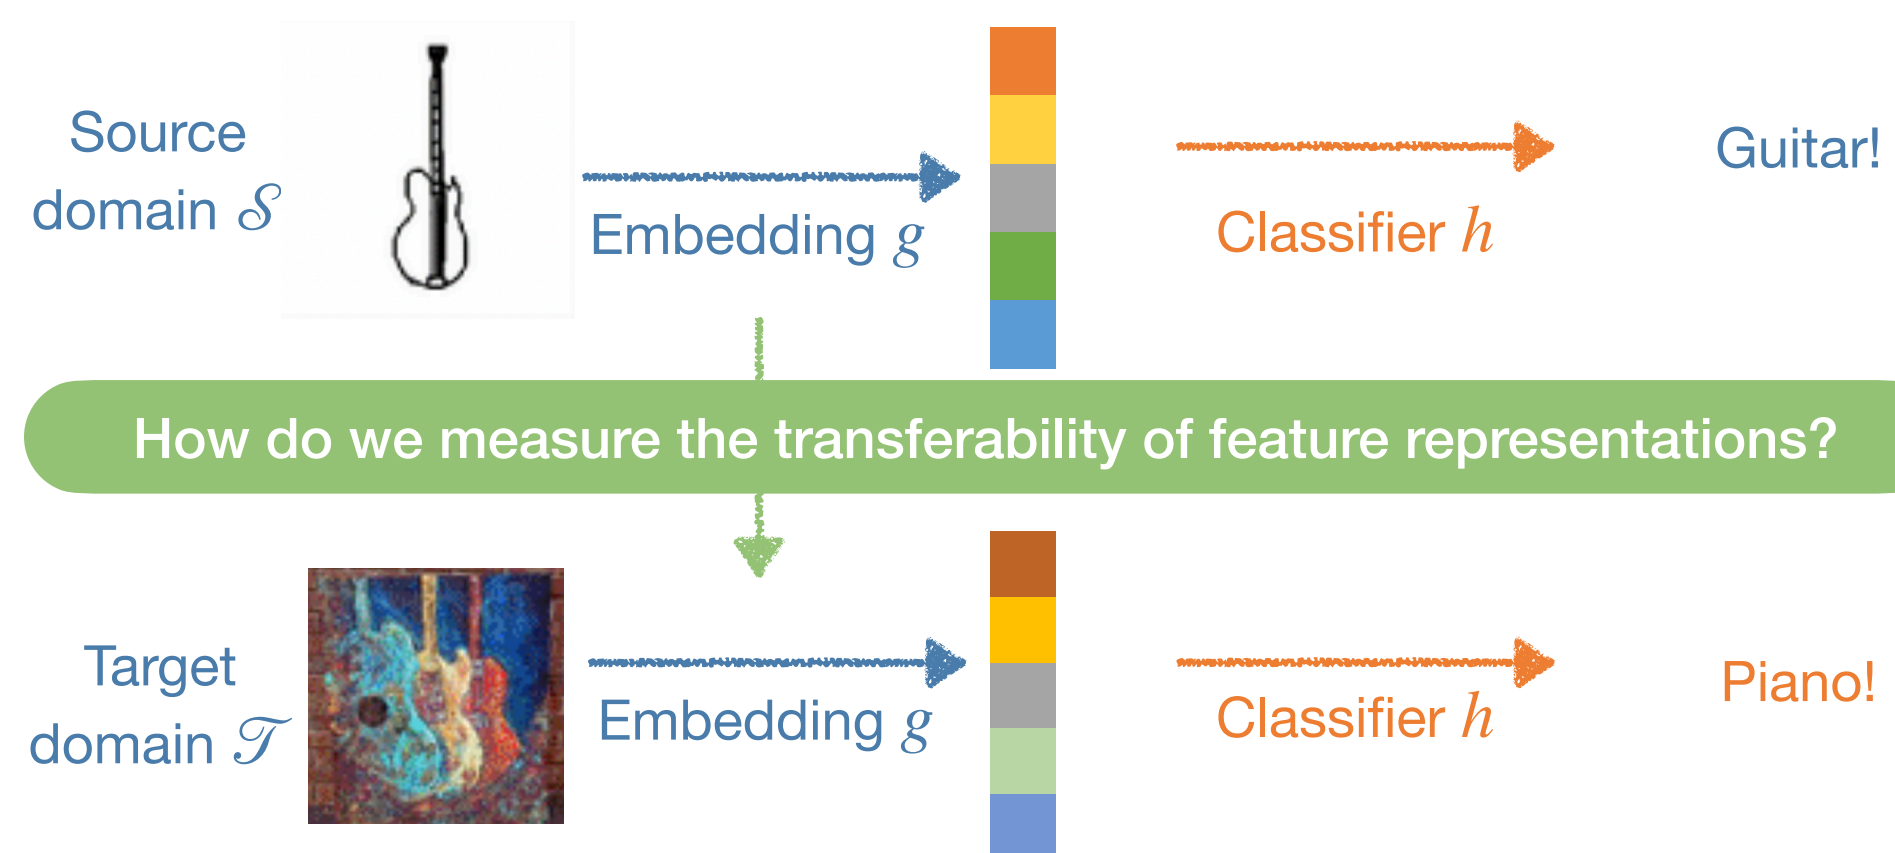 Source
domain 𝒮
Embedding g
Classifier h
Guitar!
How do we measure the transferability of feature representations?
Target
domain 𝒯
Embedding g
Classifier h
Piano!